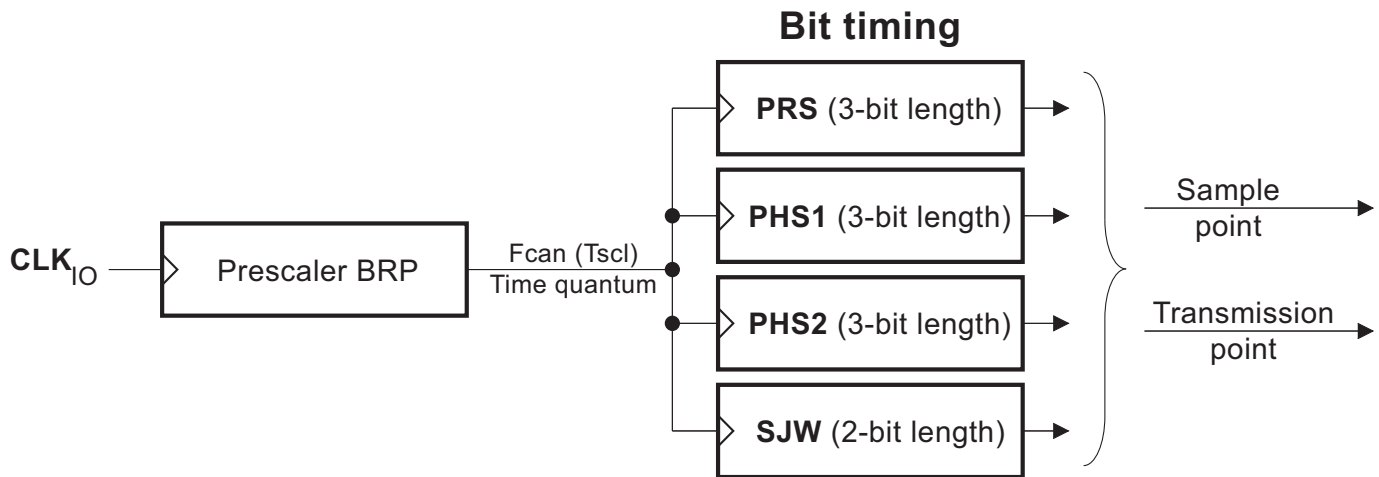 Bit timing
PRS (3-bit length)
PHS1 (3-bit length)
Sample
point
CLKIO
Prescaler BRP
Fcan (Tscl)
Time quantum
PHS2 (3-bit length)
Transmission
point
SJW (2-bit length)